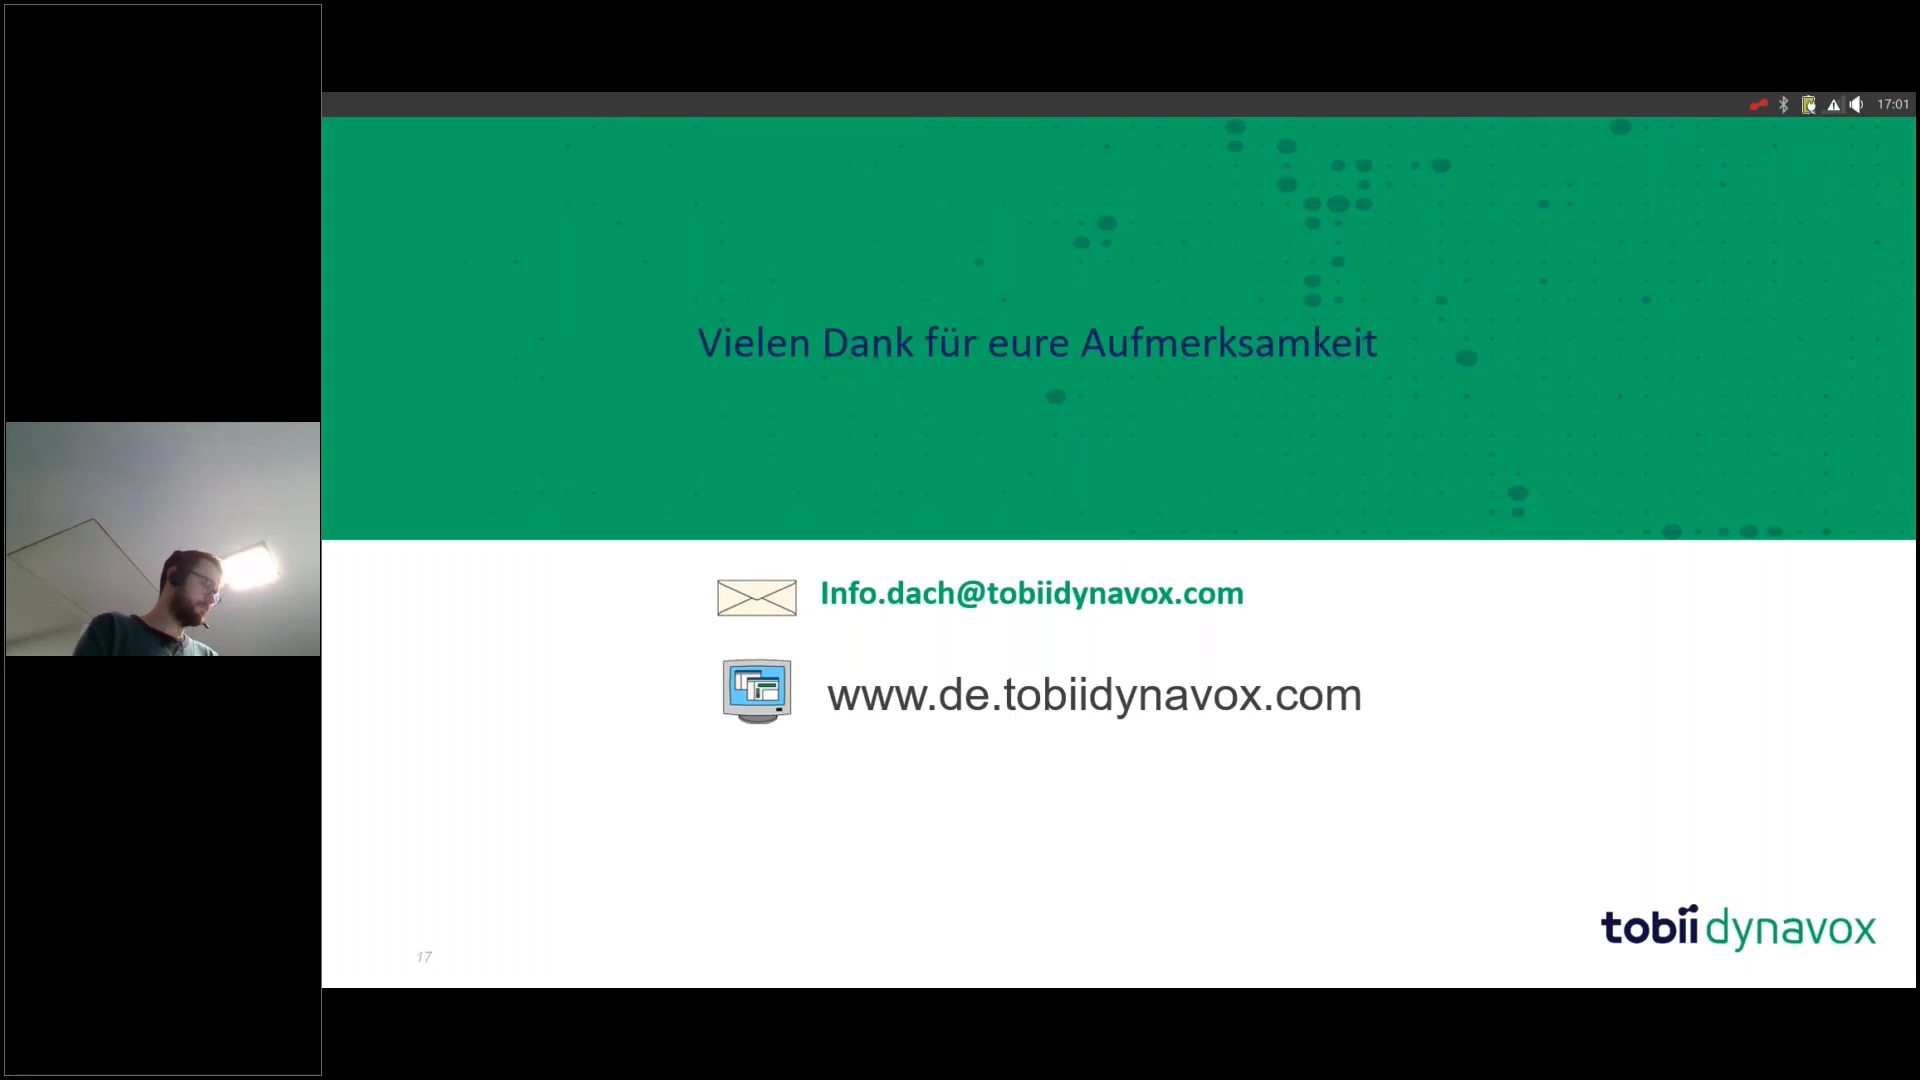 17:01
Vielen Dank für eure Aufmerksamkeit
Info.dach@tobiidynavox.com
www.de.tobiidynavox.com
tobii dynavox
17